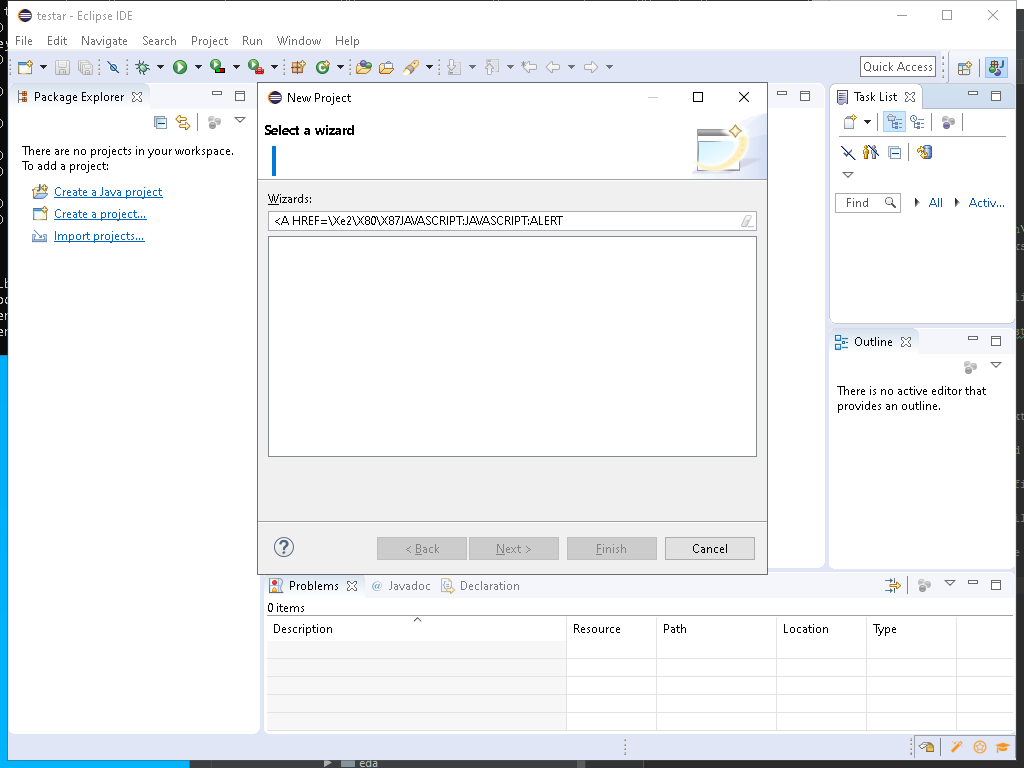 testar - Eclipse IDE
File Edit Navigate Search Project Run Window Help
Quick Access
Package Explorer
There are no projects in your workspace.
To add a project:
Create a Java project
Create a project...
Import projects...
New Project
Select a wizard
Wizards:
<A HREF=\Xe2\X80\X87JAVASCRIPT:JAVASCRIPT:ALERT
?
< Back Next > Finish Cancel
Task List
Find All Activ...
Outline
There is no active editor that
provides an outline.
Problems @ Javadoc Declaration
0 items
Description Resource Path Location Type
eda